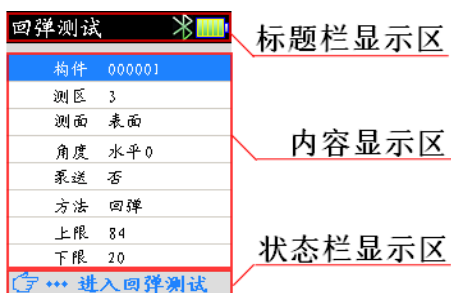 回弹测试
标题栏显示区
构件 000001
测区 3
测面 表面
角度 水平0
泵送 否
方法 回弹
上限 84
下限 20
内容显示区
状态栏显示区
••• 进入回弹测试